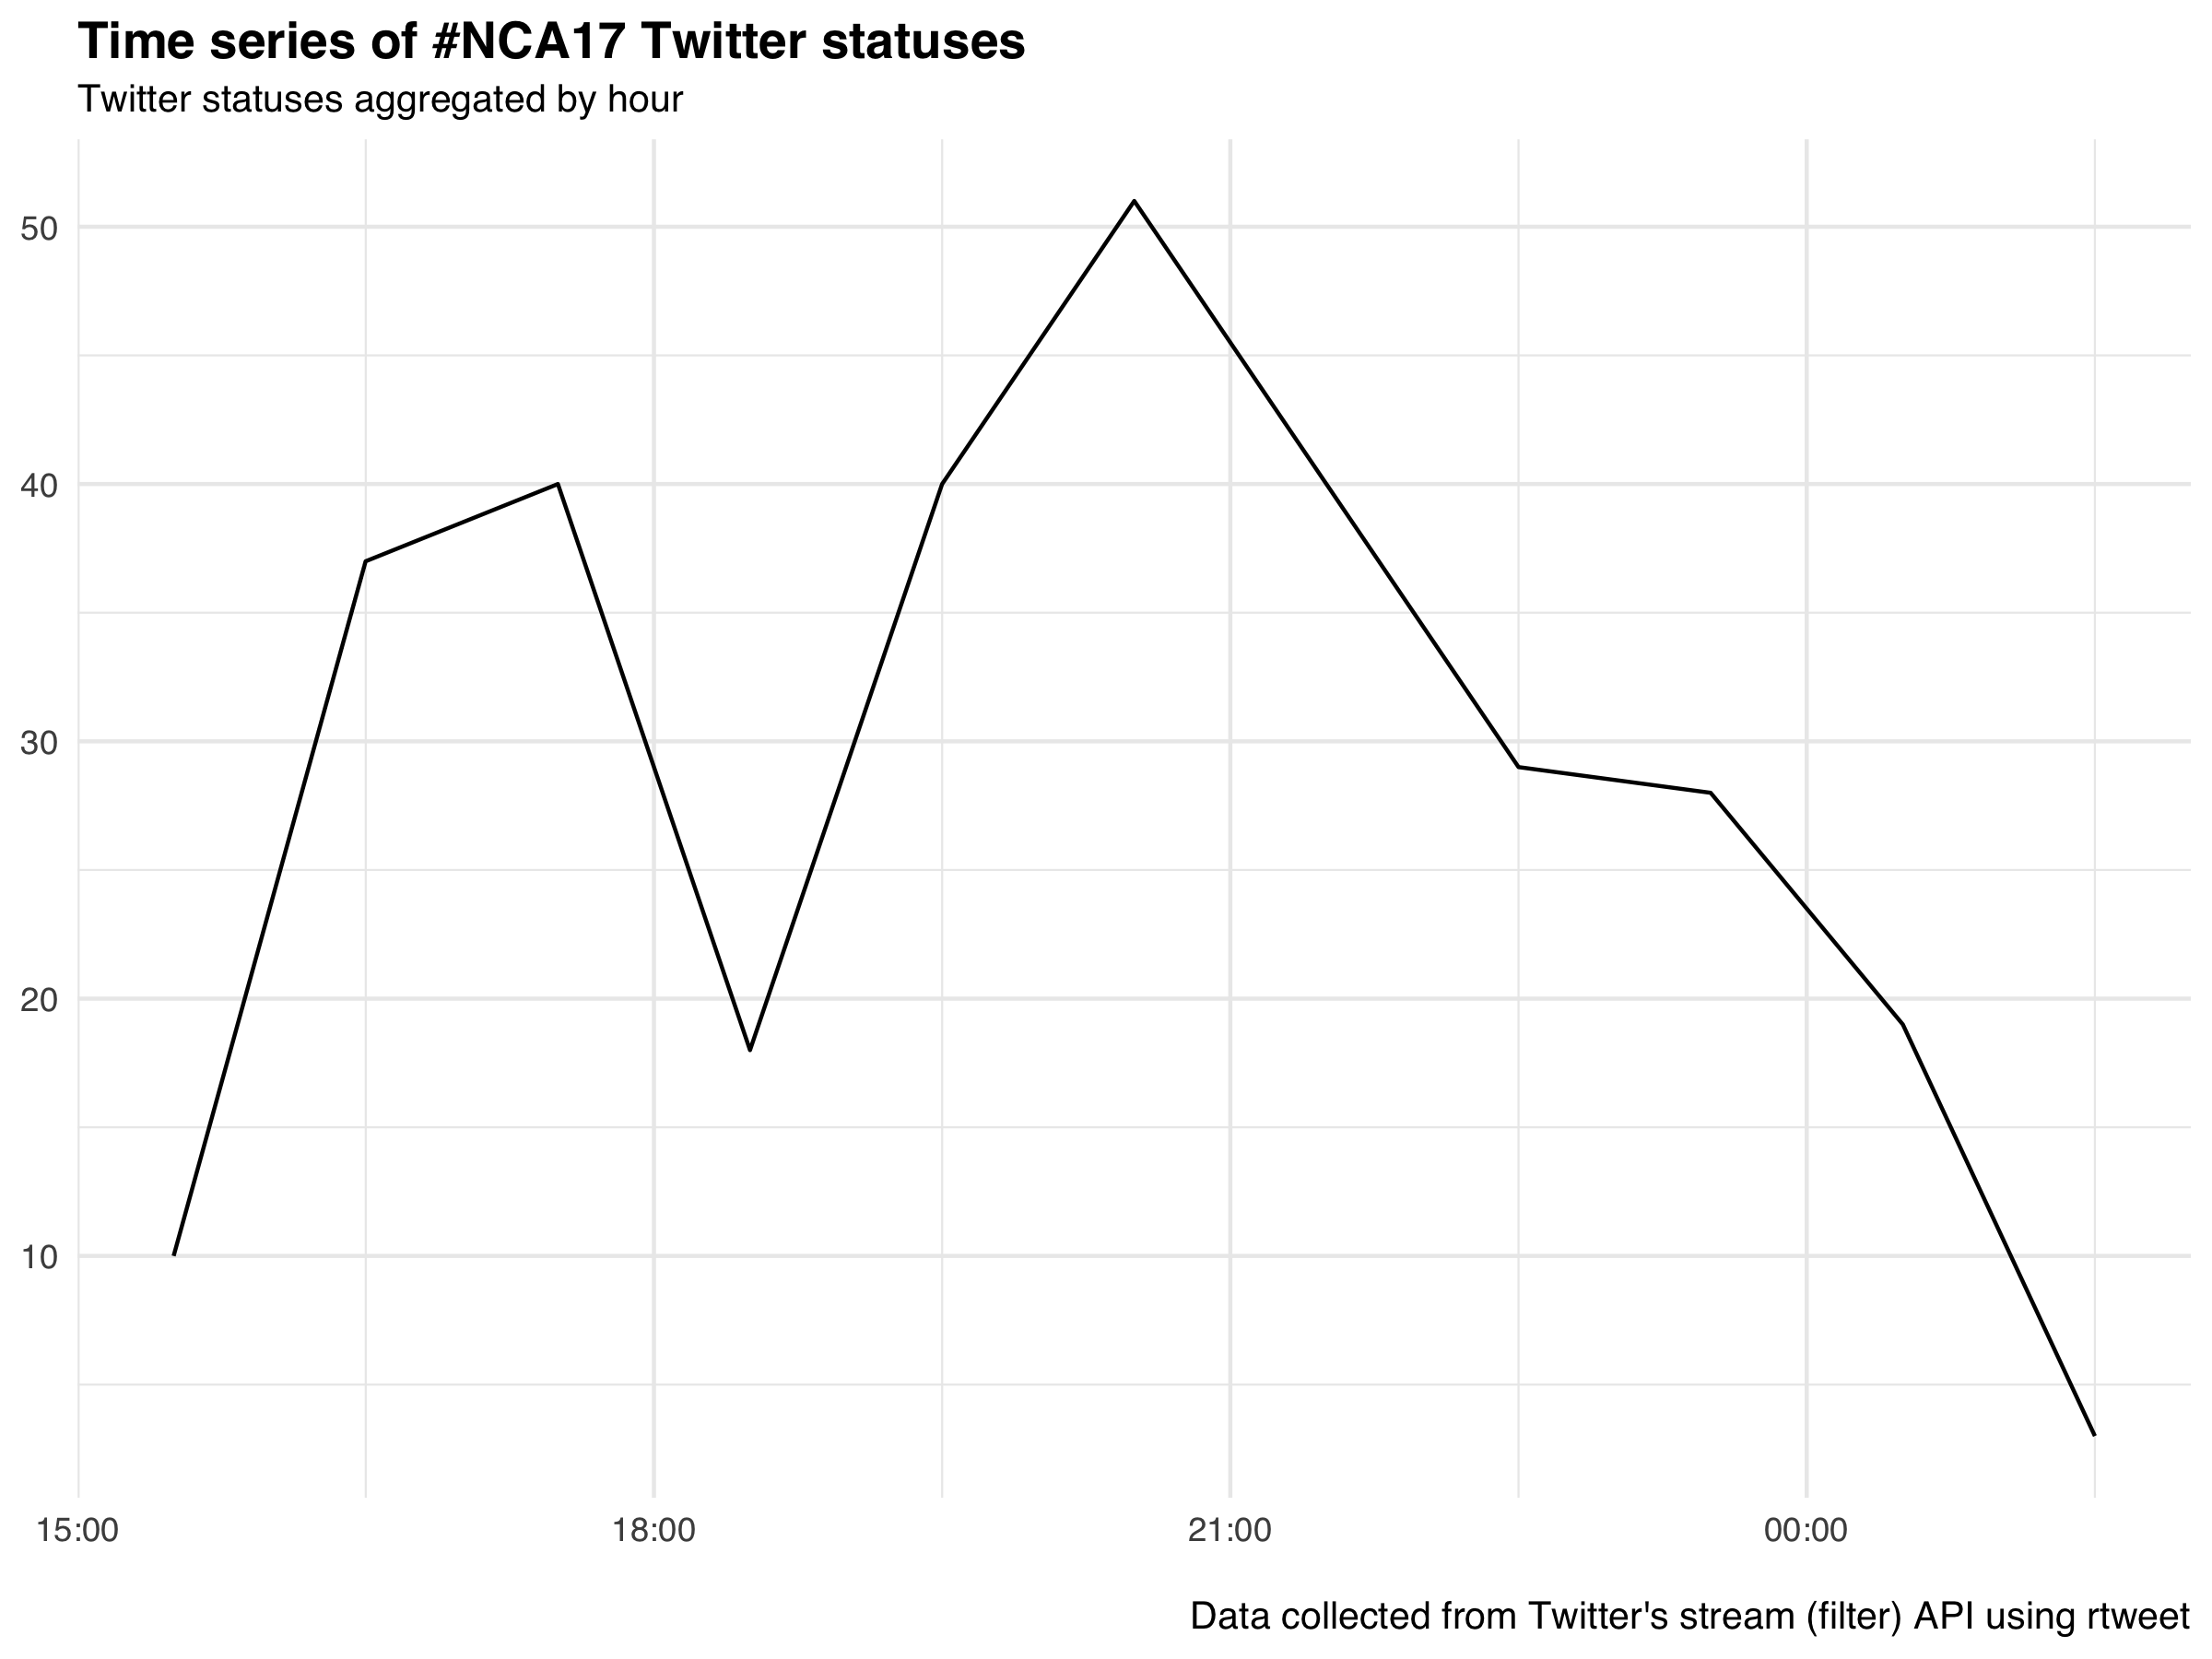 Time series of #NCA17 Twitter statuses
Twitter statuses aggregated by hour
50
40
30
20
10
15:00 18:00 21:00 00:00
Data collected from Twitter's stream (filter) API using rtweet